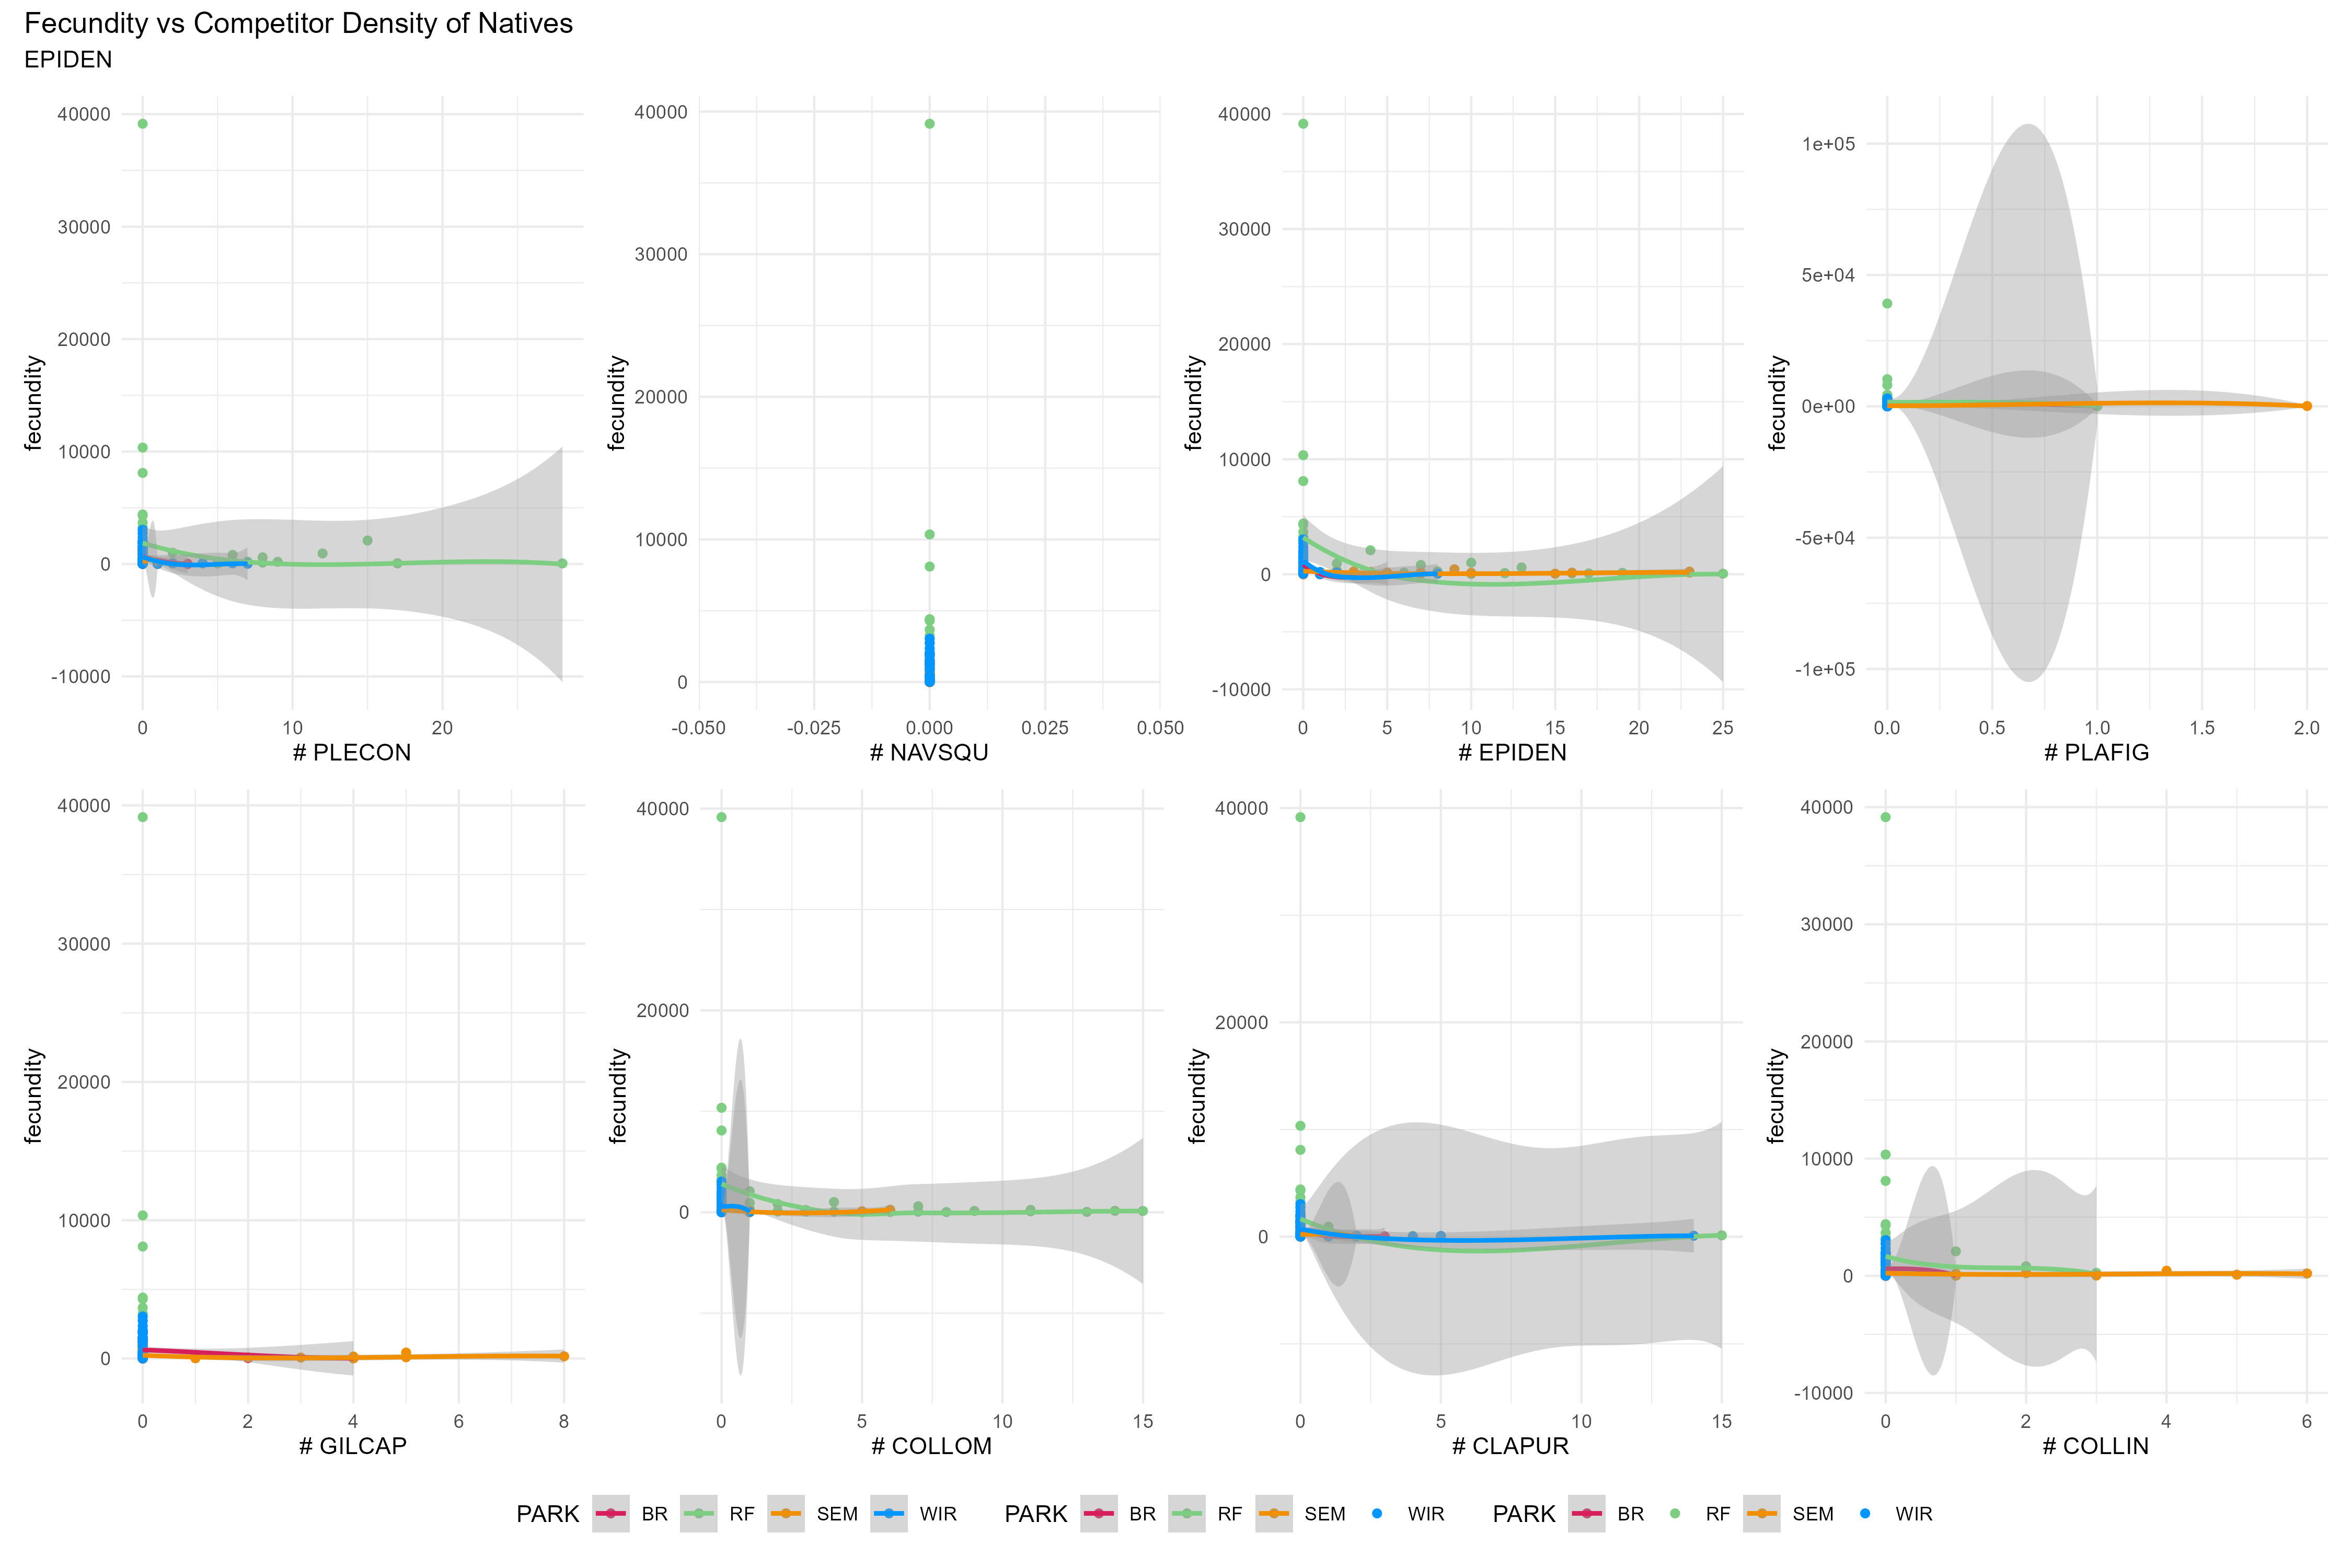 Fecundity vs Competitor Density of Natives
EPIDEN
40000
30000
20000
10000
0
-10000
fecundity
0 10 20
# PLECON
40000
30000
20000
10000
0
fecundity
-0.050 -0.025 0.000 0.025 0.050
# NAVSQU
40000
30000
20000
10000
0
-10000
fecundity
0 5 10 15 20 25
# EPIDEN
1e+05
5e+04
0e+00
-5e+04
-1e+05
fecundity
0.0 0.5 1.0 1.5 2.0
# PLAFIG
40000
30000
20000
10000
0
fecundity
0 2 4 6 8
# GILCAP
40000
20000
0
fecundity
0 5 10 15
# COLLOM
40000
20000
0
fecundity
0 5 10 15
# CLAPUR
40000
30000
20000
10000
0
-10000
fecundity
0 2 4 6
# COLLIN
PARK BR RF SEM WIR PARK BR RF SEM WIR PARK BR RF SEM WIR